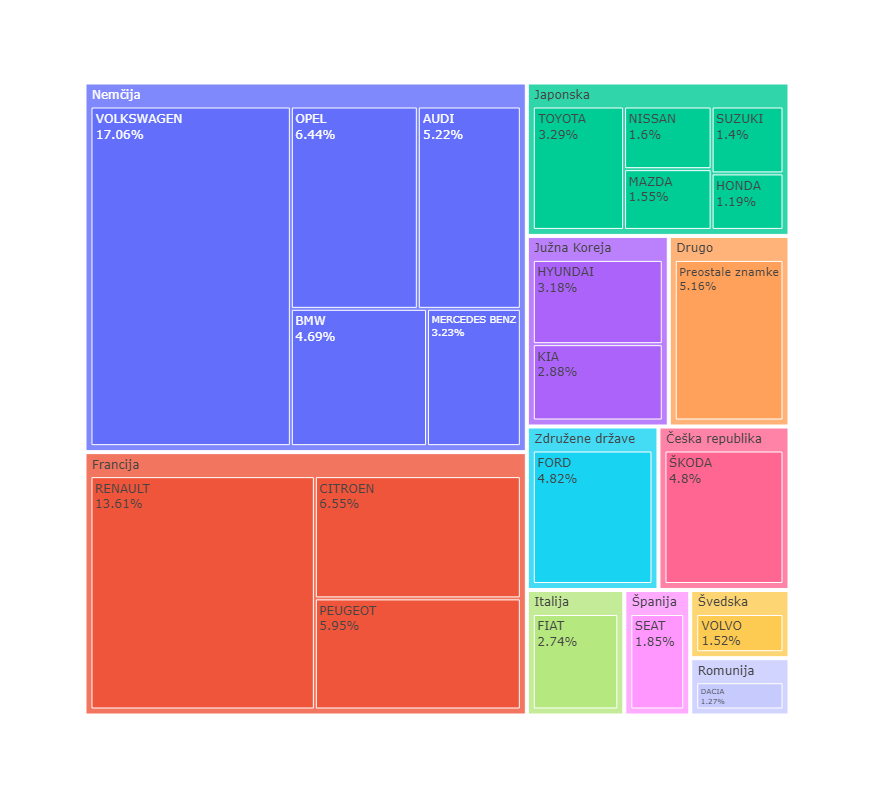 Nemčija
VOLKSWAGEN
17.06%
OPEL
6.44%
AUDI
5.22%
BMW
4.69%
MERCEDES BENZ
3.23%
Francija
RENAULT
13.61%
CITROEN
6.55%
PEUGEOT
5.95%
Japonska
TOYOTA
3.29%
NISSAN
1.6%
MAZDA
1.55%
SUZUKI
1.4%
HONDA
1.19%
Južna Koreja
HYUNDAI
3.18%
KIA
2.88%
Drugo
Preostale znamke
5.16%
Združene države
FORD
4.82%
Češka republika
ŠKODA
4.8%
Italija
FIAT
2.74%
Španija
SEAT
1.85%
Švedska
VOLVO
1.52%
Romunija
DACIA
1.27%